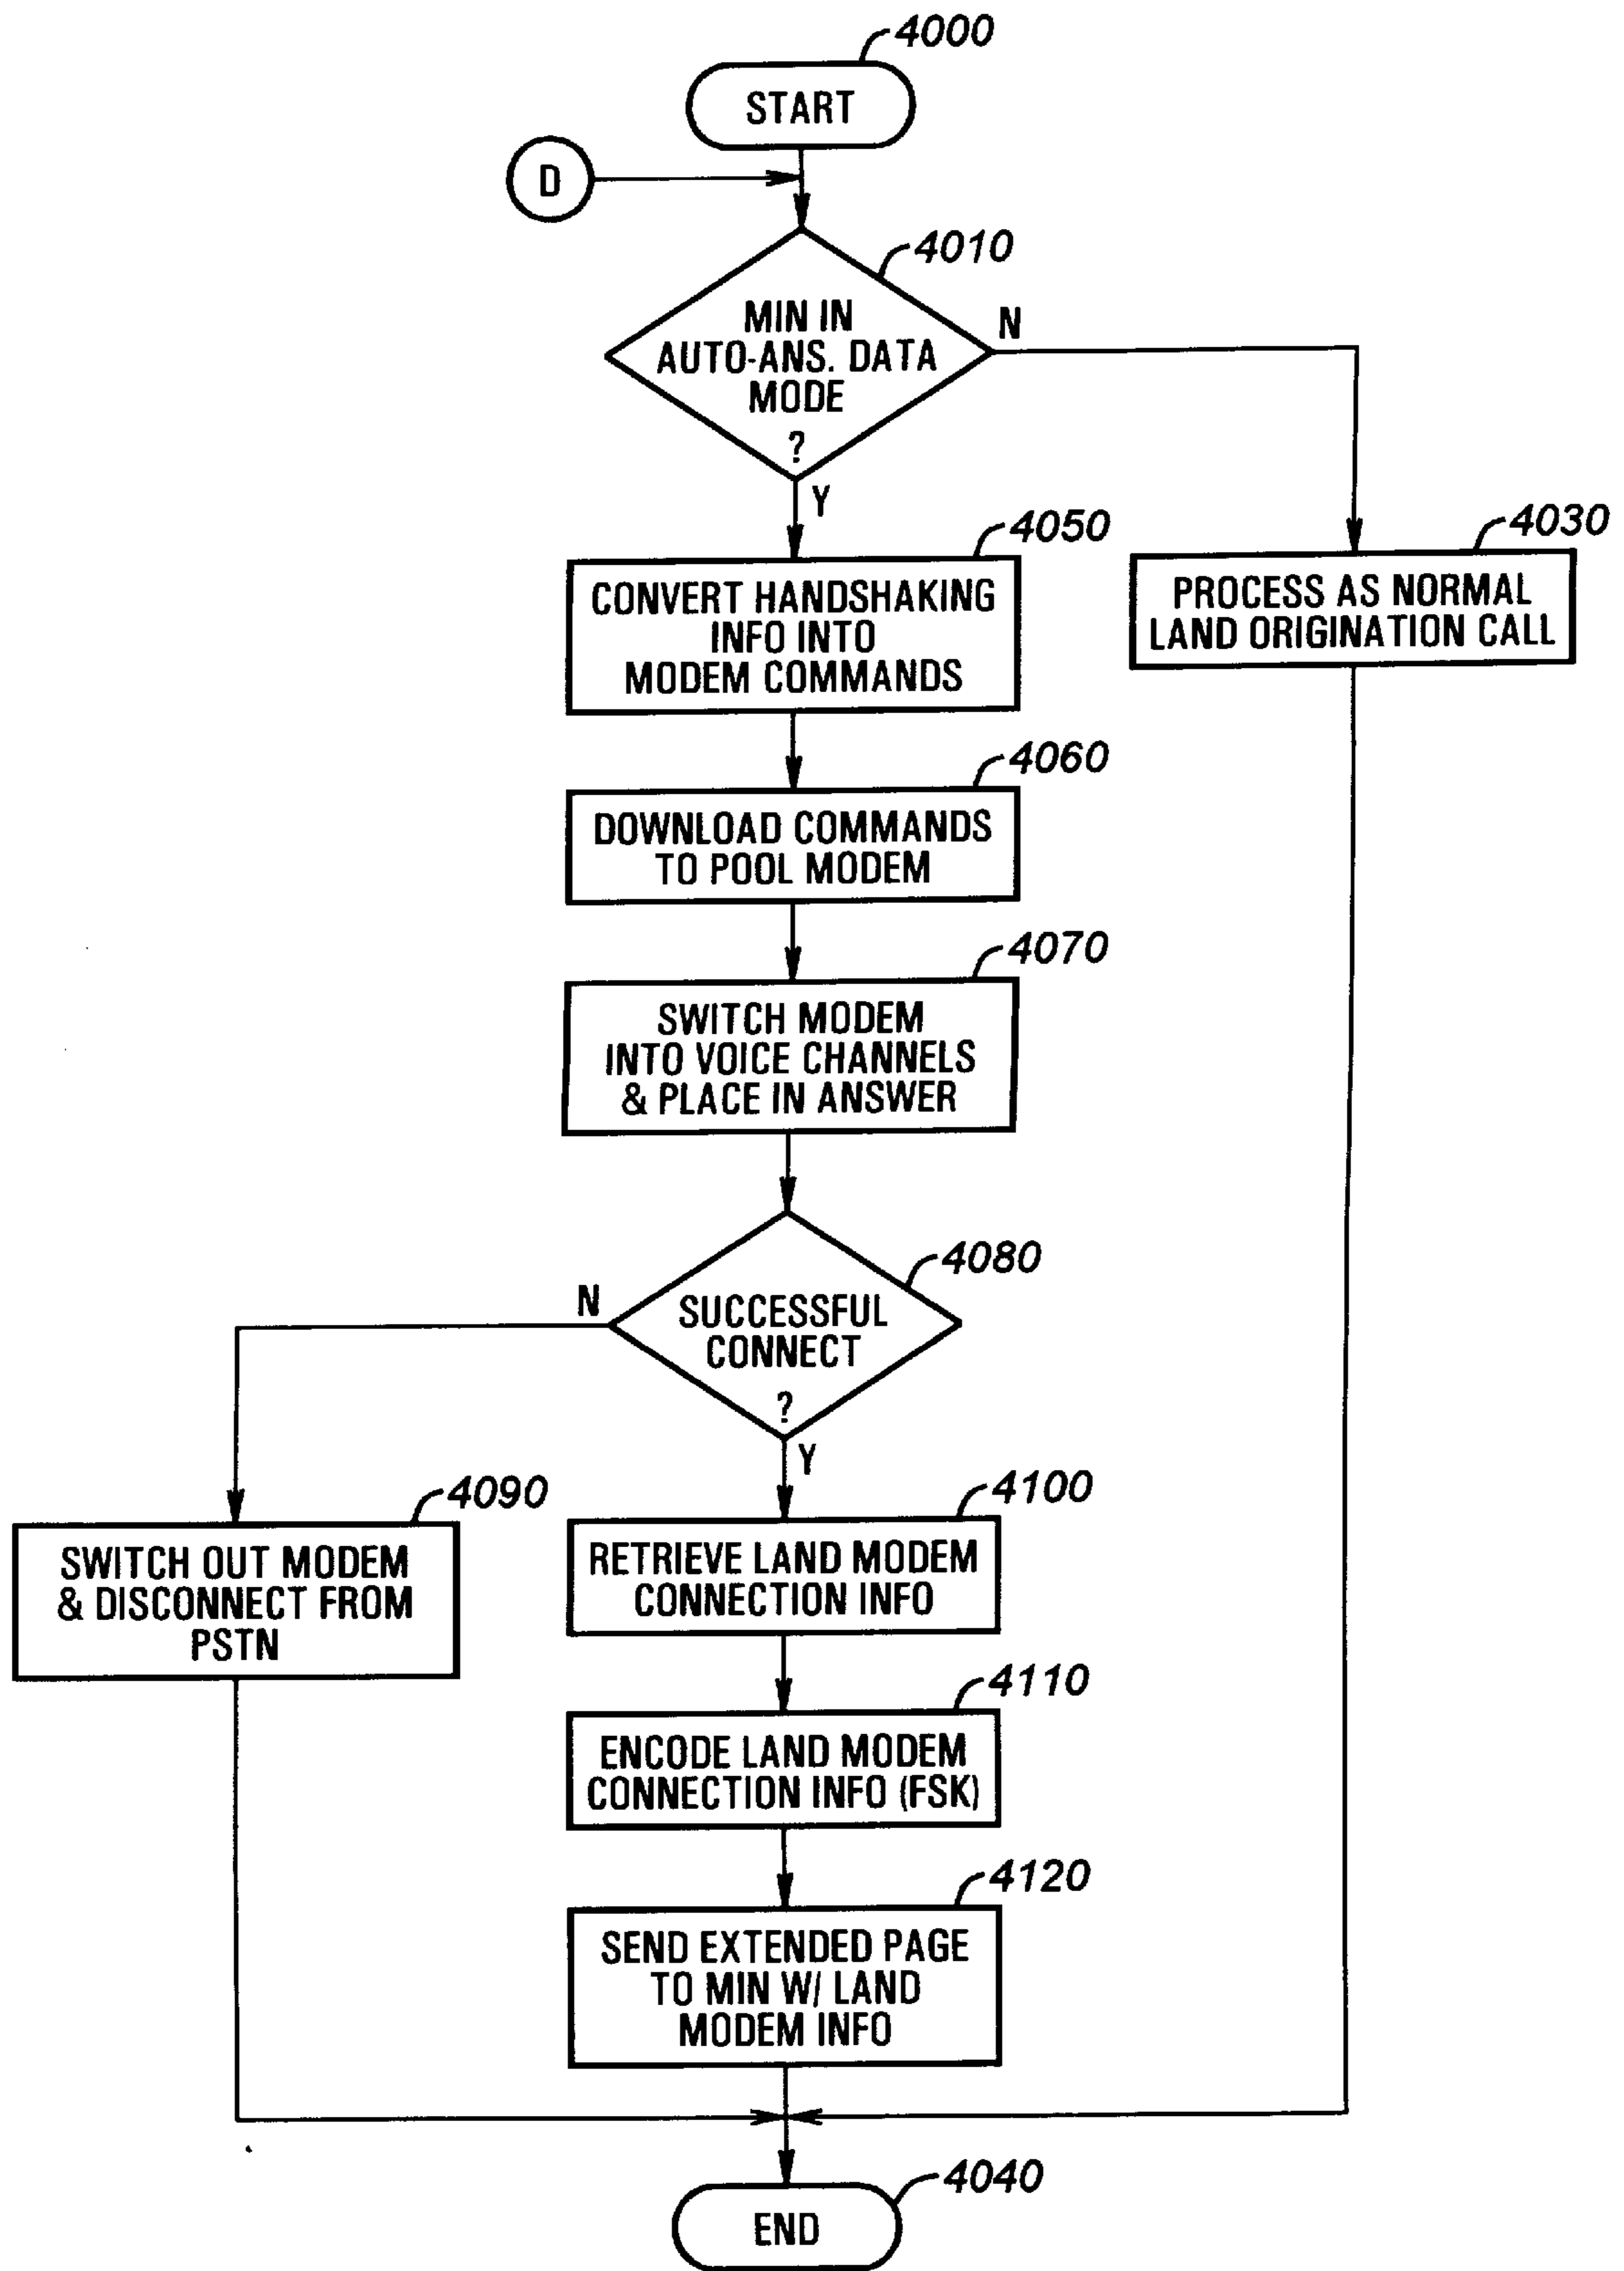 4000
START
D
4010
MIN IN
AUTO-ANS. DATA
MODE
?
N
Y
4050
CONVERT HANDSHAKING
INFO INTO
MODEM COMMANDS
4030
PROCESS AS NORMAL
LAND ORIGINATION CALL
4060
DOWNLOAD COMMANDS
TO POOL MODEM
4070
SWITCH MODEM
INTO VOICE CHANNELS
& PLACE IN ANSWER
4080
SUCCESSFUL
CONNECT
?
N
Y
4090
SWITCH OUT MODEM
& DISCONNECT FROM
PSTN
4100
RETRIEVE LAND MODEM
CONNECTION INFO
4110
ENCODE LAND MODEM
CONNECTION INFO (FSK)
4120
SEND EXTENDED PAGE
TO MIN W/ LAND
MODEM INFO
4040
END